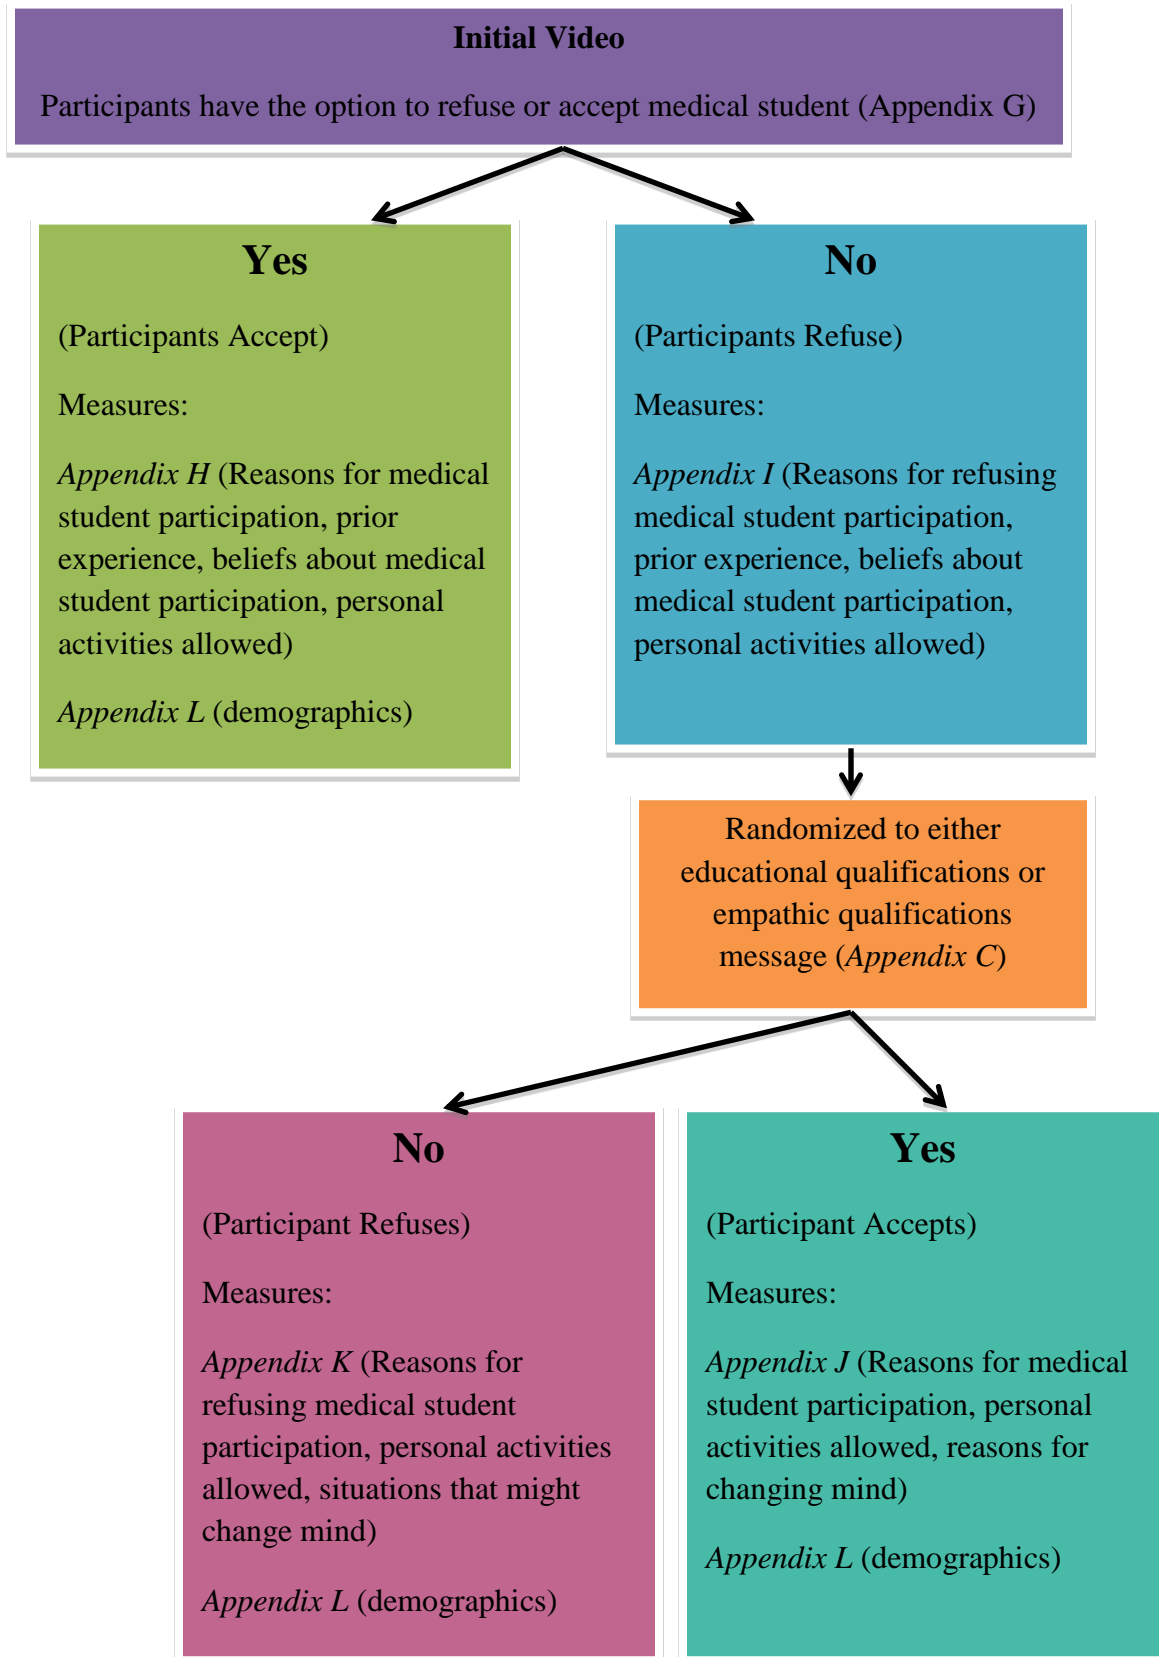 Initial Video
Participants have the option to refuse or accept medical student (Appendix G)
Yes
(Participants Accept)
Measures:
Appendix H (Reasons for medical
student participation, prior
experience, beliefs about medical
student participation, personal
activities allowed)
Appendix L (demographics)
No
(Participants Refuse)
Measures:
Appendix I (Reasons for refusing
medical student participation,
prior experience, beliefs about
medical student participation,
personal activities allowed)
Randomized to either
educational qualifications or
empathic qualifications
message (Appendix C)
No
(Participant Refuses)
Measures:
Appendix K (Reasons for
refusing medical student
participation, personal activities
allowed, situations that might
change mind)
Appendix L (demographics)
Yes
(Participant Accepts)
Measures:
Appendix J (Reasons for medical
student participation, personal
activities allowed, reasons for
changing mind)
Appendix L (demographics)